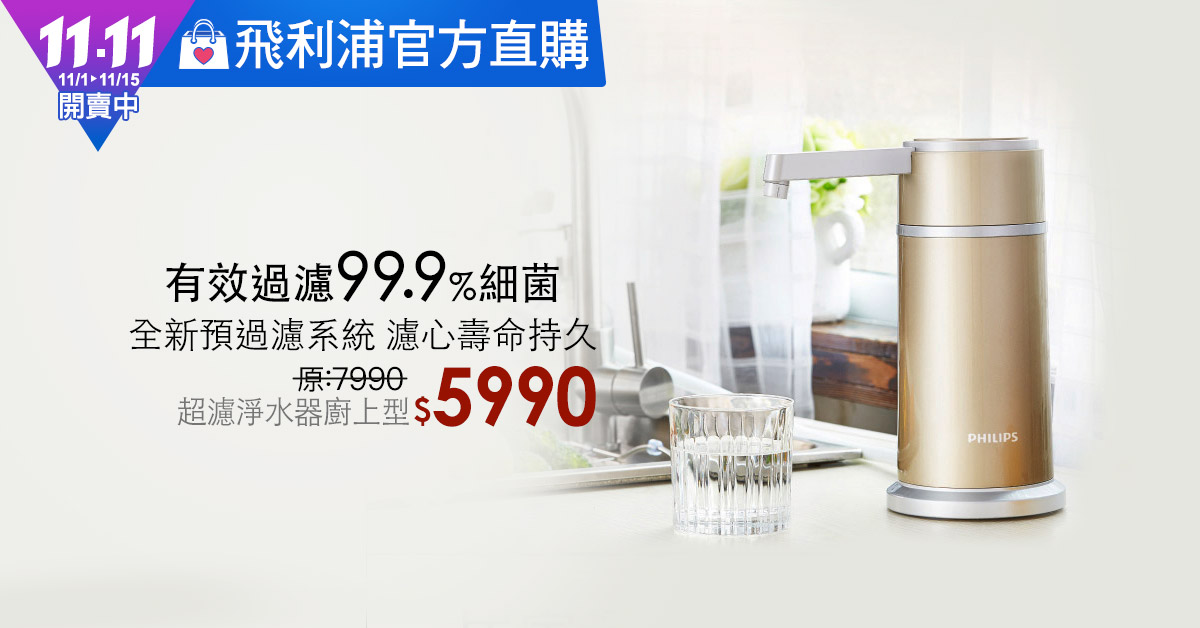 11.11
11/1▸11/15
開賣中
飛利浦官方直購
有效過濾99.9%細菌
全新預過濾系統 濾心壽命持久
原:7990
超濾淨水器廚上型$5990
PHILIPS